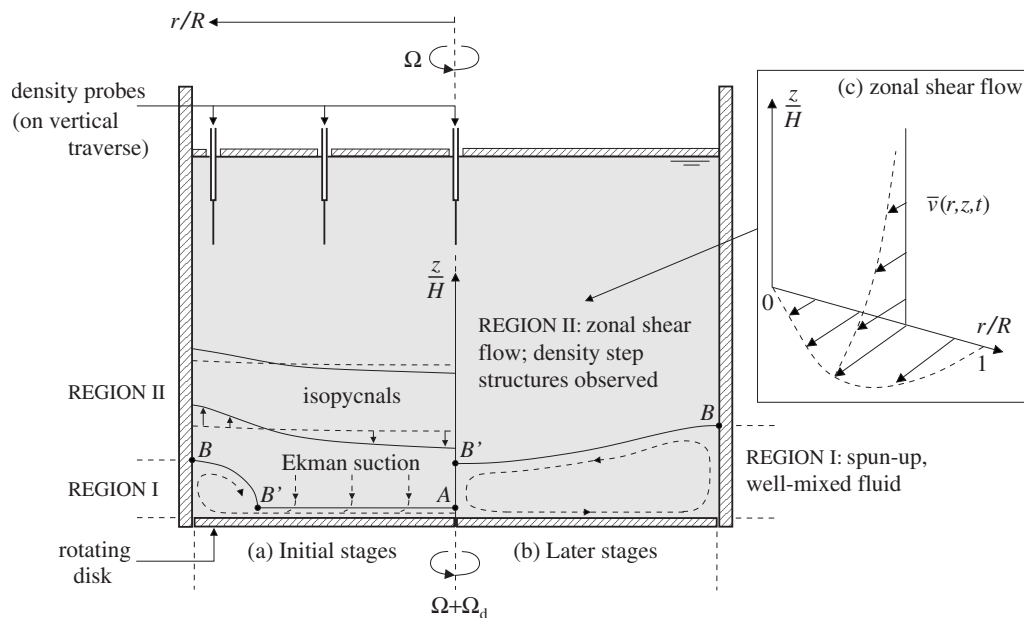 r/R
Ω
density probes
(on vertical
traverse)
z/H
REGION II: zonal shear
flow; density step
structures observed
(c) zonal shear flow
z/H
v̅(r,z,t)
0
r/R
1
REGION II
isopycnals
B
B'
B
Ekman suction
REGION I
B'
A
REGION I: spun-up,
well-mixed fluid
(a) Initial stages
(b) Later stages
rotating
disk
Ω+Ω_d